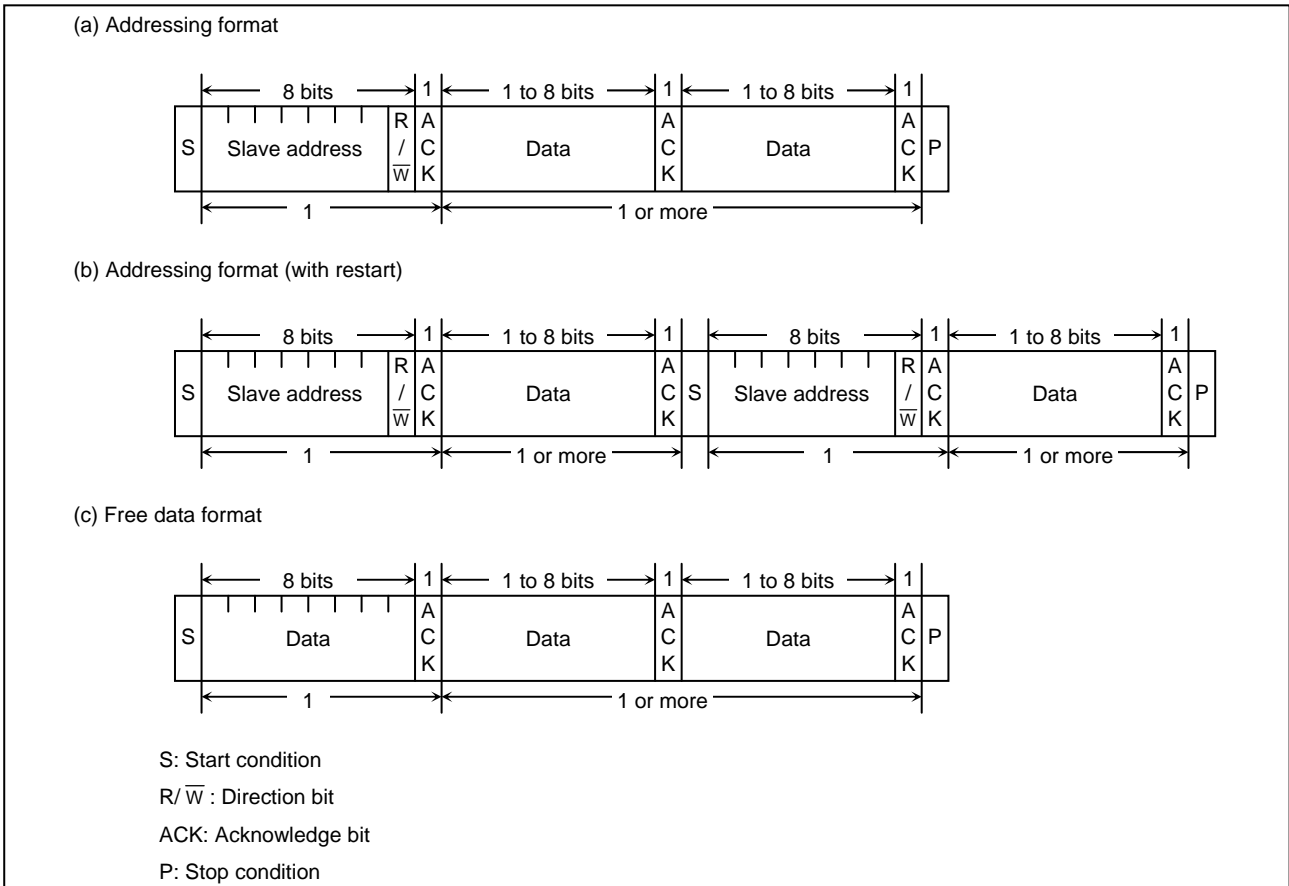 (a) Addressing format
8 bits 1 1 to 8 bits 1 1 to 8 bits 1
S Slave address R/W̅ ACK Data ACK Data ACK P
1 1 or more
(b) Addressing format (with restart)
8 bits 1 1 to 8 bits 1 8 bits 1 1 to 8 bits 1
S Slave address R/W̅ ACK Data ACK S Slave address R/W̅ ACK Data ACK P
1 1 or more 1 1 or more
(c) Free data format
8 bits 1 1 to 8 bits 1 1 to 8 bits 1
S Data ACK Data ACK Data ACK P
1 1 or more
S: Start condition
R/ W̅ : Direction bit
ACK: Acknowledge bit
P: Stop condition